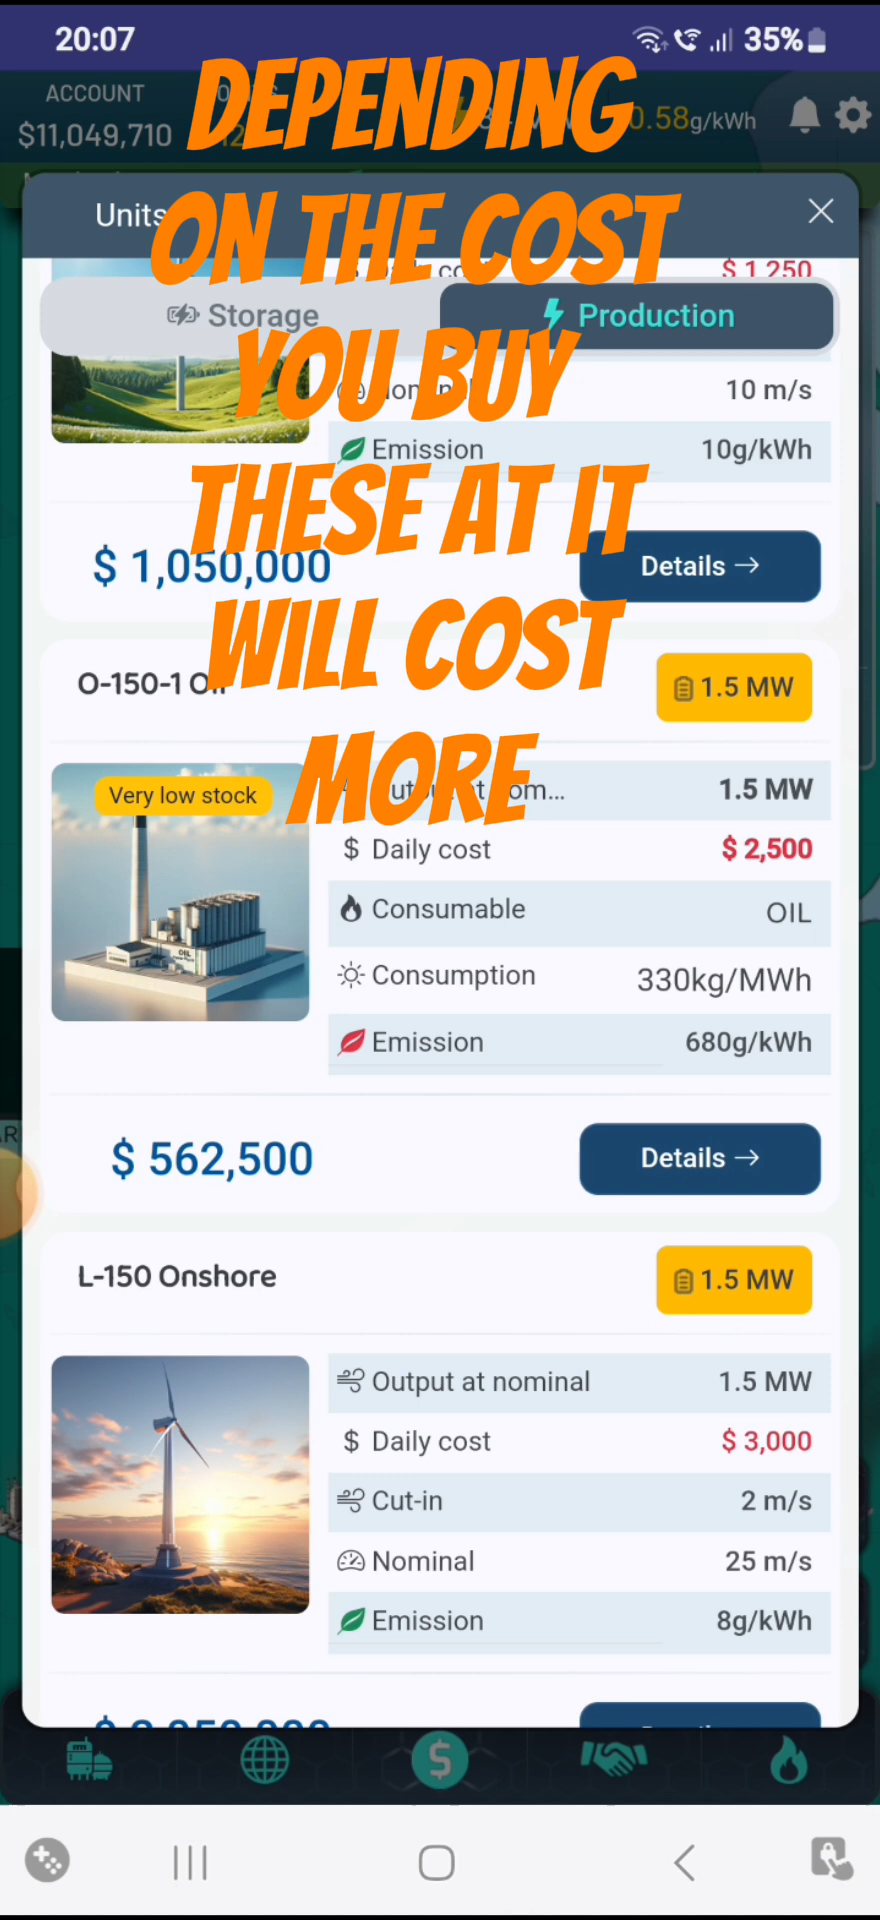 20:07
35%
ACCOUNT
$11,049,710
0.58g/kWh
DEPENDING
ON THE COST
YOU BUY
THESE AT IT
WILL COST
MORE
Units
$ 1,250
Storage
Production
10 m/s
Emission 10g/kWh
$ 1,050,000
Details →
O-150-1 Oil
1.5 MW
Very low stock
1.5 MW
$ Daily cost $ 2,500
Consumable OIL
Consumption 330kg/MWh
OIL
Emission 680g/kWh
$ 562,500
Details →
L-150 Onshore
1.5 MW
Output at nominal 1.5 MW
$ Daily cost $ 3,000
Cut-in 2 m/s
Nominal 25 m/s
Emission 8g/kWh
$